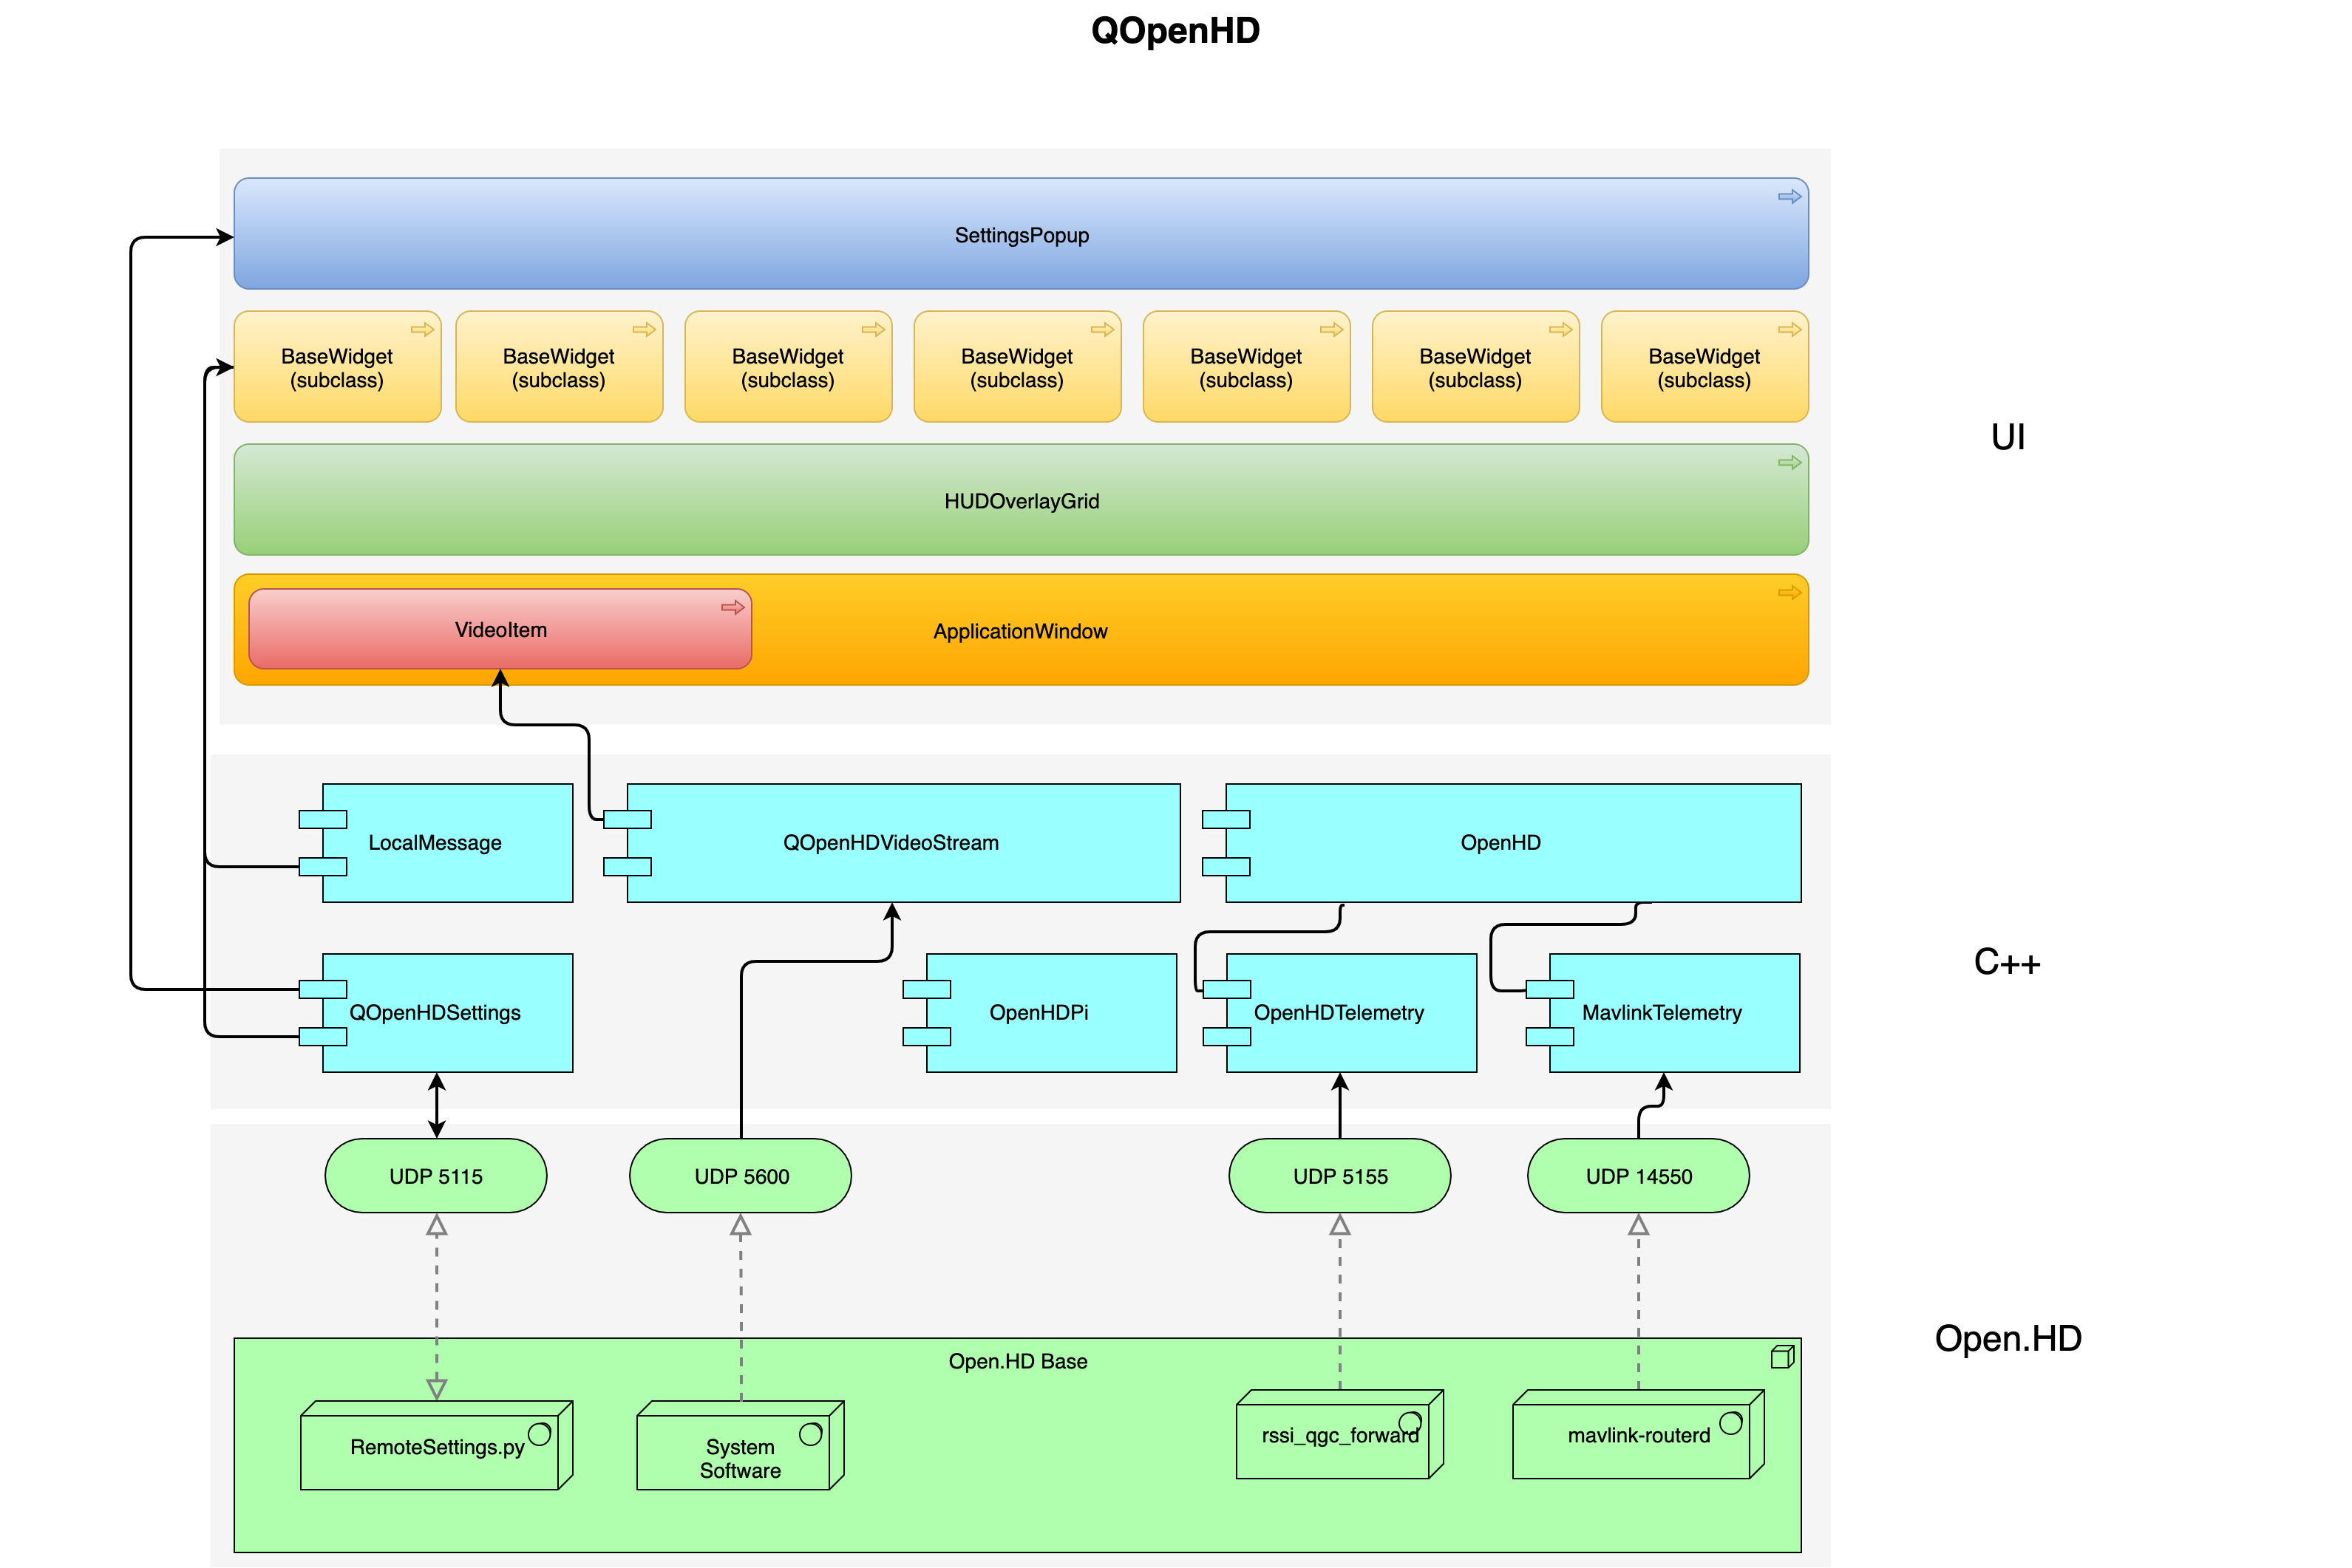 QOpenHD
SettingsPopup
BaseWidget
(subclass)
BaseWidget
(subclass)
BaseWidget
(subclass)
BaseWidget
(subclass)
BaseWidget
(subclass)
BaseWidget
(subclass)
BaseWidget
(subclass)
UI
HUDOverlayGrid
VideoItem
ApplicationWindow
LocalMessage
QOpenHDVideoStream
OpenHD
C++
QOpenHDSettings
OpenHDPi
OpenHDTelemetry
MavlinkTelemetry
UDP 5115
UDP 5600
UDP 5155
UDP 14550
Open.HD
Open.HD Base
RemoteSettings.py
System
Software
rssi_qgc_forward
mavlink-routerd